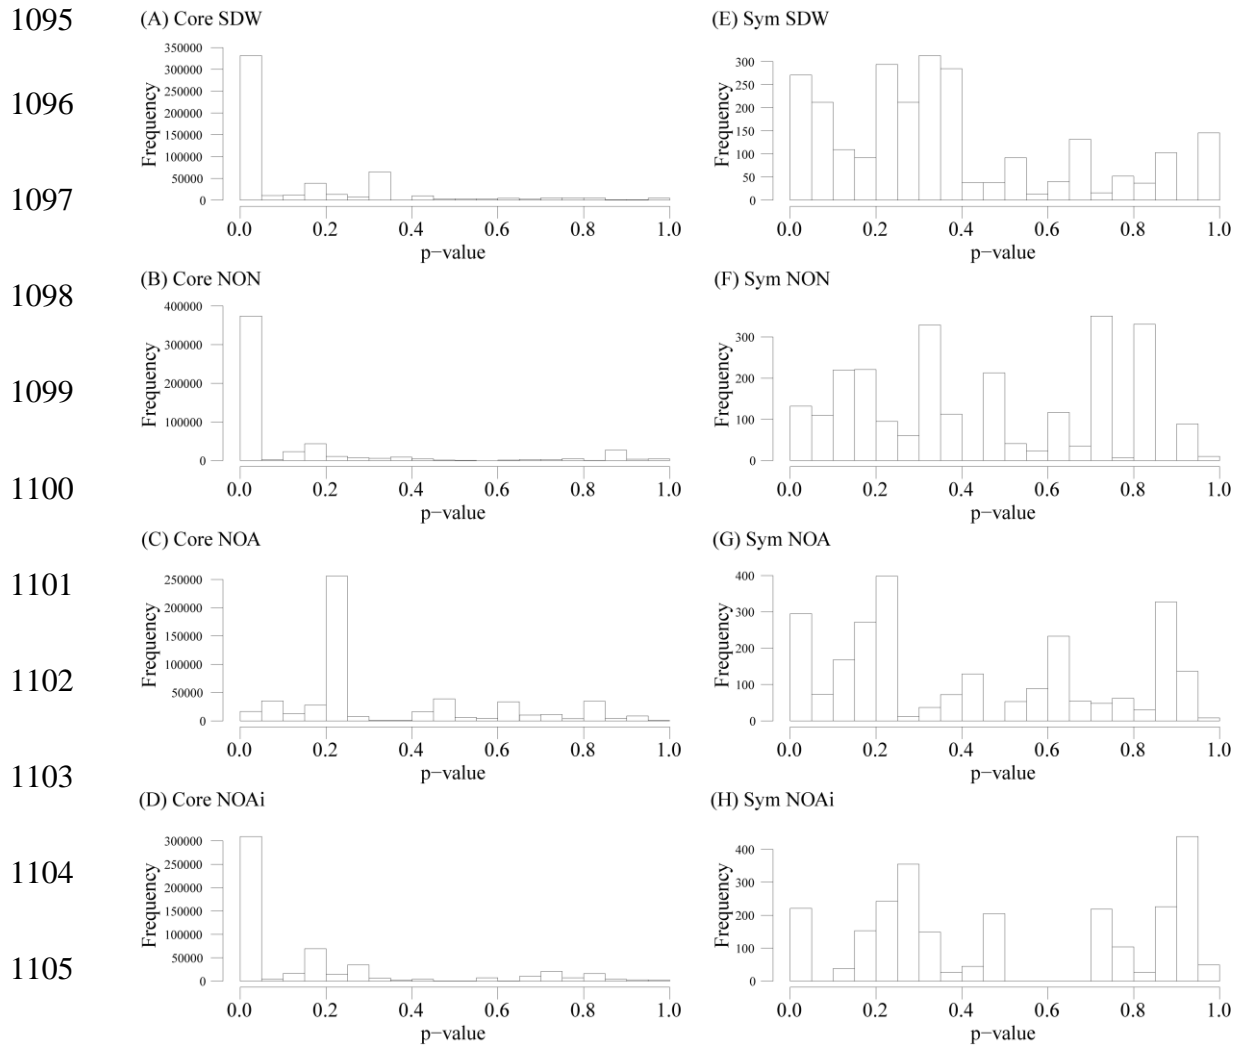 1095
1096
1097
1098
1099
1100
1101
1102
1103
1104
1105
(A) Core SDW
Frequency
350000
300000
250000
200000
150000
100000
50000
0
0.0 0.2 0.4 0.6 0.8 1.0
p−value
(E) Sym SDW
Frequency
300
250
200
150
100
50
0
0.0 0.2 0.4 0.6 0.8 1.0
p−value
(B) Core NON
Frequency
400000
300000
200000
100000
0
0.0 0.2 0.4 0.6 0.8 1.0
p−value
(F) Sym NON
Frequency
300
200
100
0
0.0 0.2 0.4 0.6 0.8 1.0
p−value
(C) Core NOA
Frequency
250000
200000
150000
100000
50000
0
0.0 0.2 0.4 0.6 0.8 1.0
p−value
(G) Sym NOA
Frequency
400
300
200
100
0
0.0 0.2 0.4 0.6 0.8 1.0
p−value
(D) Core NOAi
Frequency
300000
250000
200000
150000
100000
50000
0
0.0 0.2 0.4 0.6 0.8 1.0
p−value
(H) Sym NOAi
Frequency
400
300
200
100
0
0.0 0.2 0.4 0.6 0.8 1.0
p−value